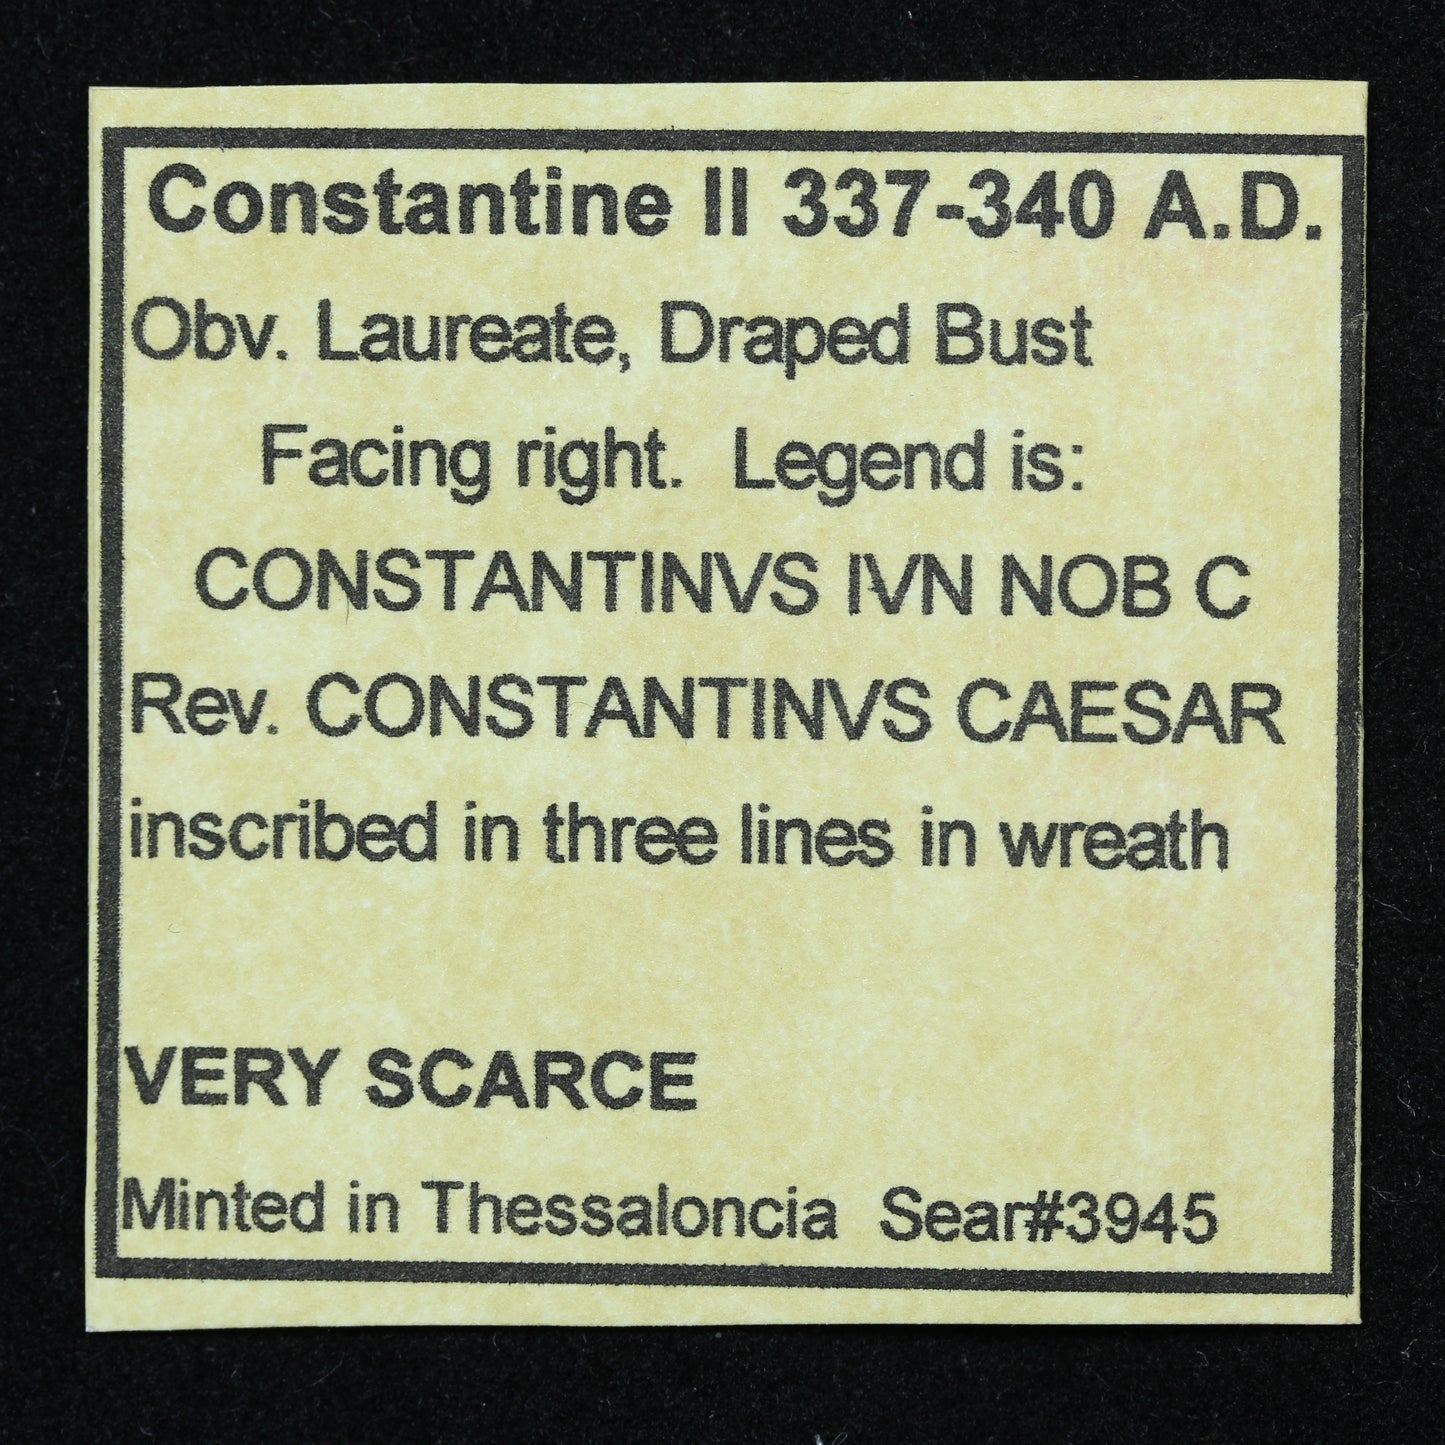 Constantine II 337-340 A.D.
Obv. Laureate, Draped Bust
Facing right. Legend is:
CONSTANTINVS IVN NOB C
Rev. CONSTANTINVS CAESAR
inscribed in three lines in wreath
VERY SCARCE
Minted in Thessaloncia Sear#3945